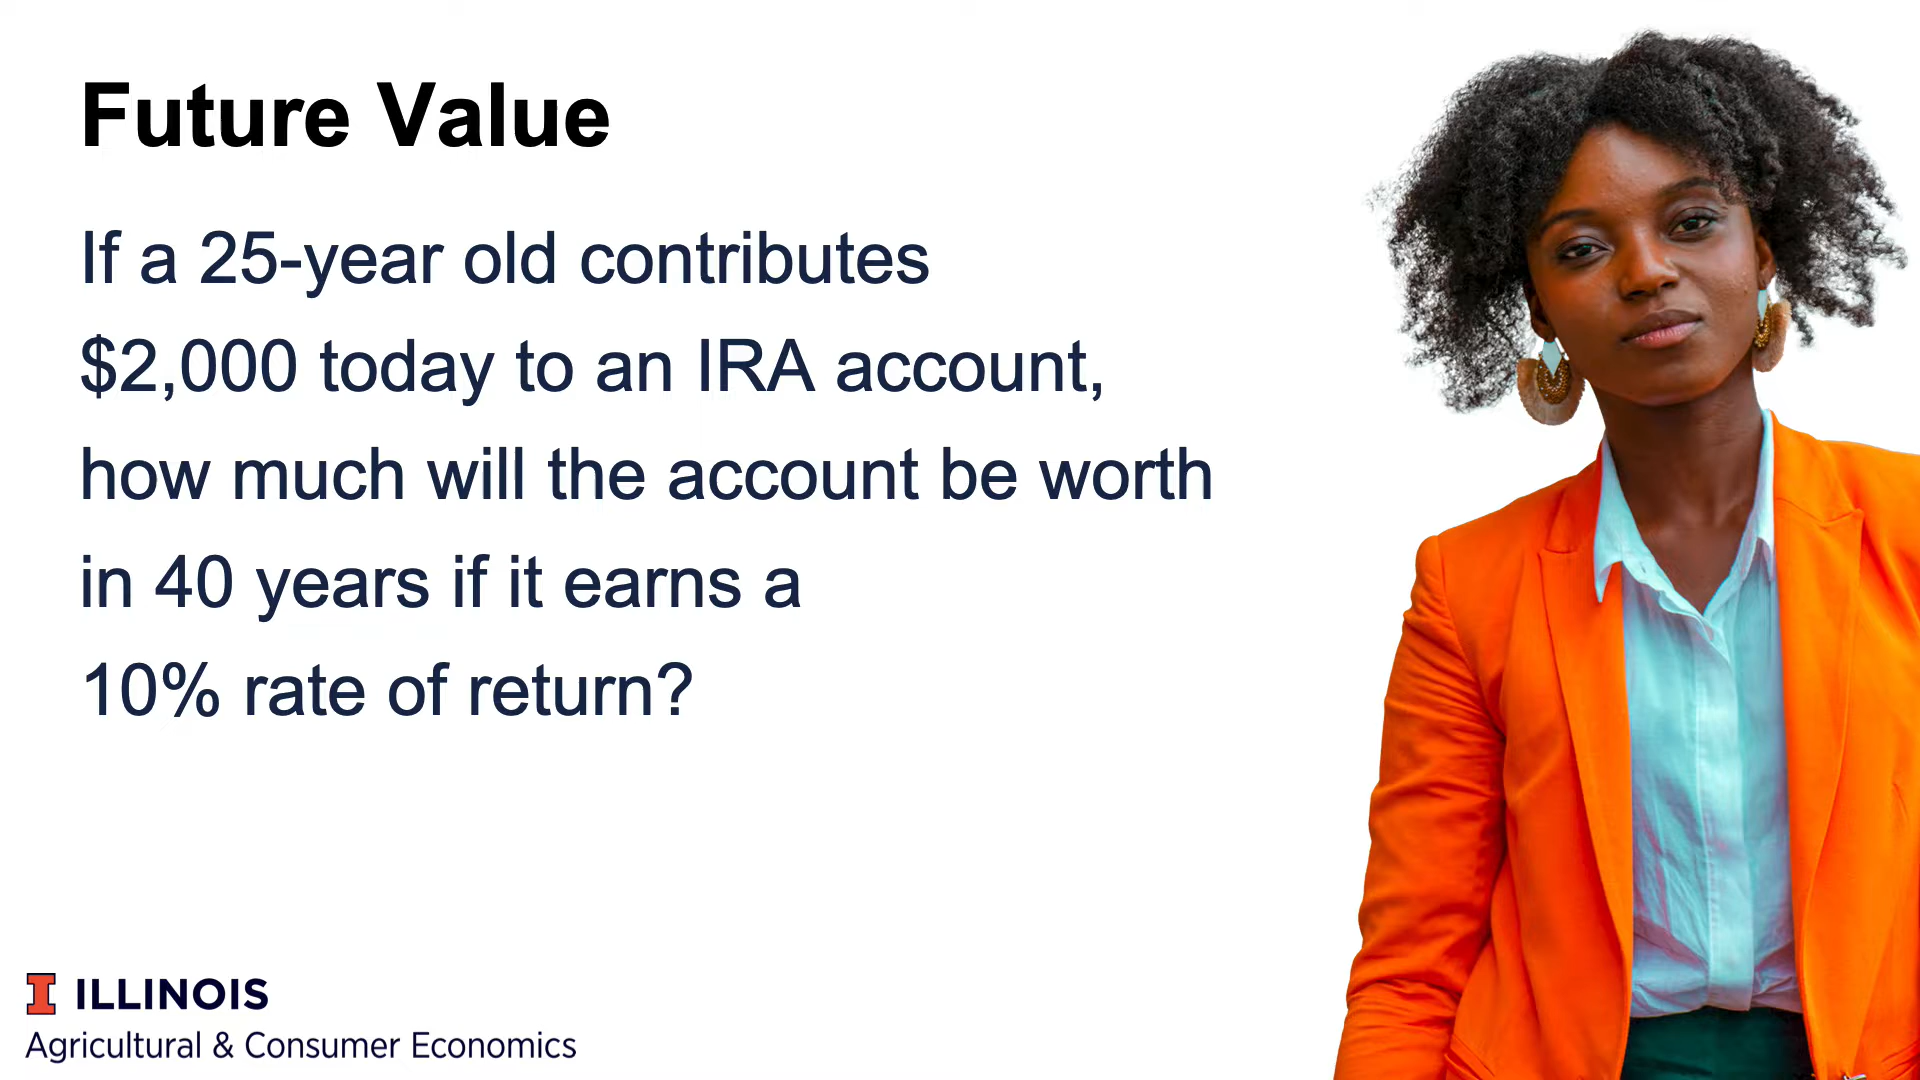 Future Value
If a 25-year old contributes
$2,000 today to an IRA account,
how much will the account be worth
in 40 years if it earns a
10% rate of return?
I ILLINOIS
Agricultural & Consumer Economics